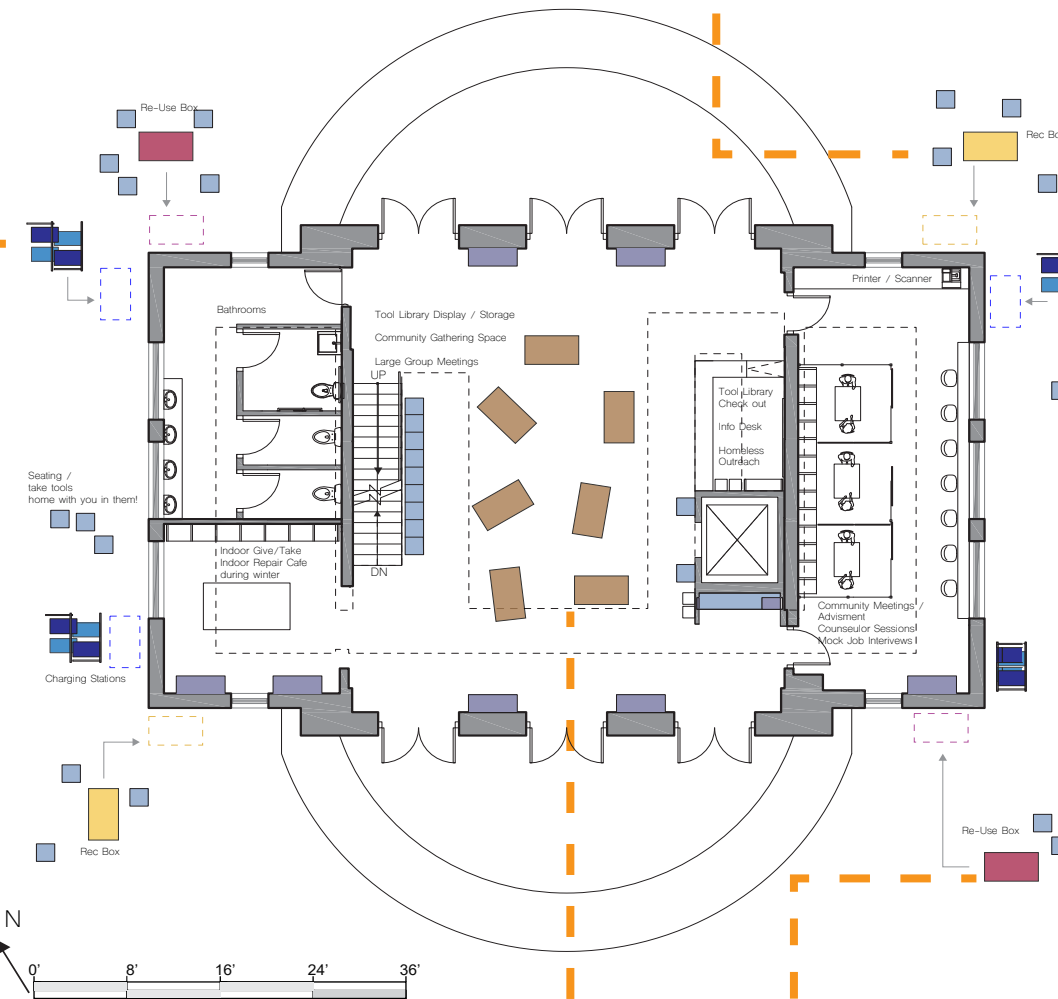 Re-Use Box
Rec Bo
Printer / Scanner
Bathrooms
Tool Library Display / Storage
Community Gathering Space
Large Group Meetings
UP
Tool Library
Check out
Info Desk
Homeless
Outreach
Seating /
take tools
home with you in them!
Indoor Give/Take
Indoor Repair Cafe
during winter
DN
Community Meetings /
Advisment
Counseulor Sessions
Mock Job Interivews
Charging Stations
Rec Box
Re-Use Box
N
0'
8'
16'
24'
36'